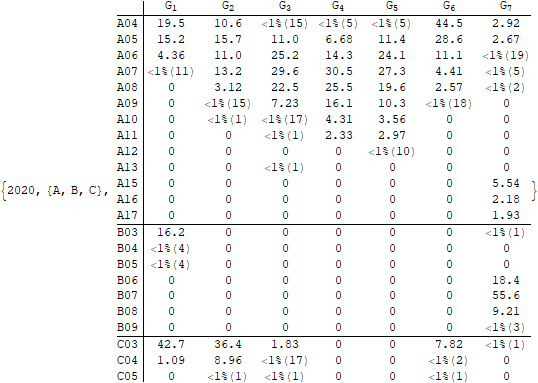 G1 G2 G3 G4 G5 G6 G7
A04 19.5 10.6 <1%(15) <1%(5) <1%(5) 44.5 2.92
A05 15.2 15.7 11.0 6.68 11.4 28.6 2.67
A06 4.36 11.0 25.2 14.3 24.1 11.1 <1%(19)
A07 <1%(11) 13.2 29.6 30.5 27.3 4.41 <1%(5)
A08 0 3.12 22.5 25.5 19.6 2.57 <1%(2)
A09 0 <1%(15) 7.23 16.1 10.3 <1%(18) 0
A10 0 <1%(1) <1%(17) 4.31 3.56 0 0
A11 0 0 <1%(1) 2.33 2.97 0 0
A12 0 0 0 0 <1%(10) 0 0
A13 0 0 <1%(1) 0 0 0 0
{2020, {A, B, C}, A15 0 0 0 0 0 0 5.54 }
A16 0 0 0 0 0 0 2.18
A17 0 0 0 0 0 0 1.93
B03 16.2 0 0 0 0 0 <1%(1)
B04 <1%(4) 0 0 0 0 0 0
B05 <1%(4) 0 0 0 0 0 0
B06 0 0 0 0 0 0 18.4
B07 0 0 0 0 0 0 55.6
B08 0 0 0 0 0 0 9.21
B09 0 0 0 0 0 0 <1%(3)
C03 42.7 36.4 1.83 0 0 7.82 <1%(1)
C04 1.09 8.96 <1%(17) 0 0 <1%(2) 0
C05 0 <1%(1) <1%(1) 0 0 0 0